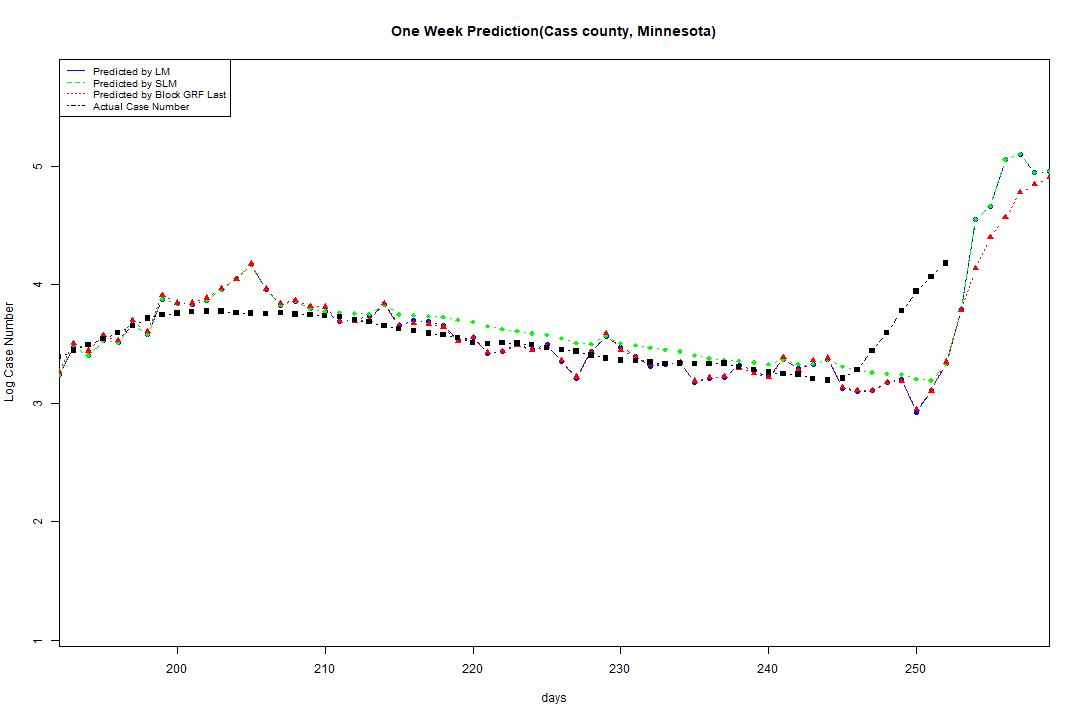 One Week Prediction(Cass county, Minnesota)
Predicted by LM
Predicted by SLM
Predicted by Block GRF Last
Actual Case Number
Log Case Number
5
4
3
2
1
200 210 220 230 240 250
days